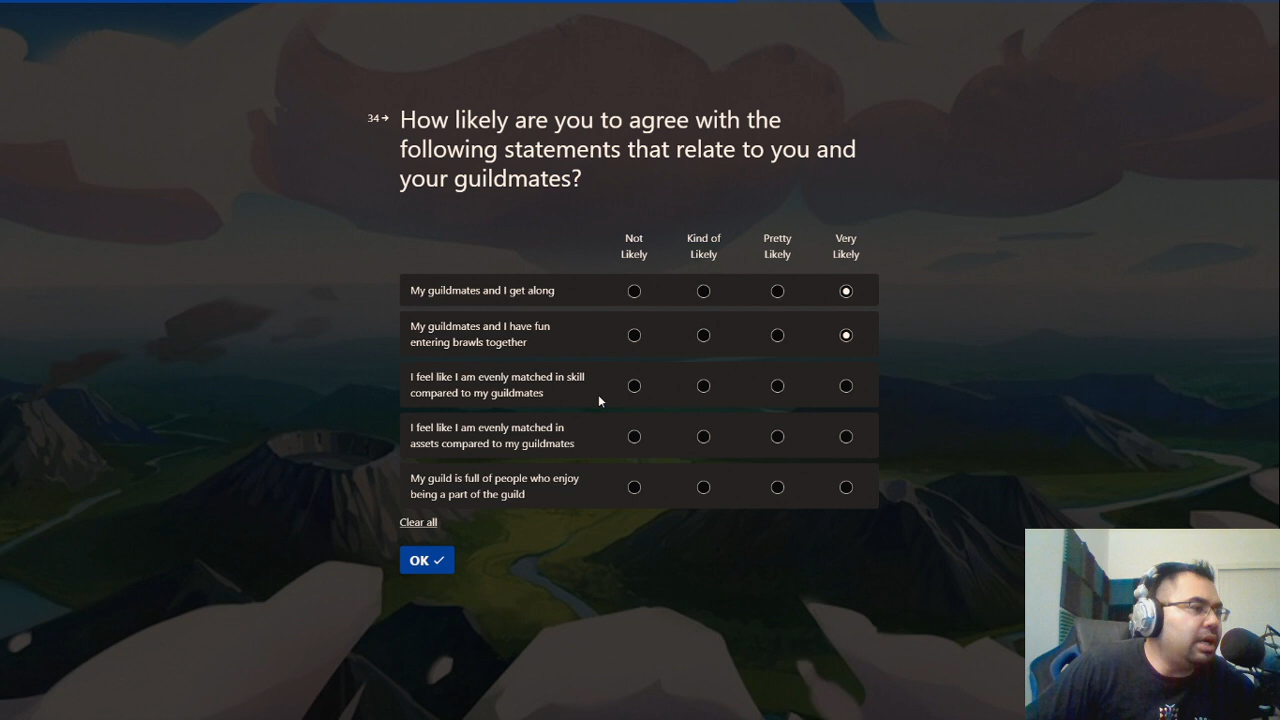 34→ How likely are you to agree with the
following statements that relate to you and
your guildmates?
Not Kind of Pretty Very
Likely Likely Likely Likely
My guildmates and I get along
My guildmates and I have fun
entering brawls together
I feel like I am evenly matched in skill
compared to my guildmates
I feel like I am evenly matched in
assets compared to my guildmates
My guild is full of people who enjoy
being a part of the guild
Clear all
OK ✓